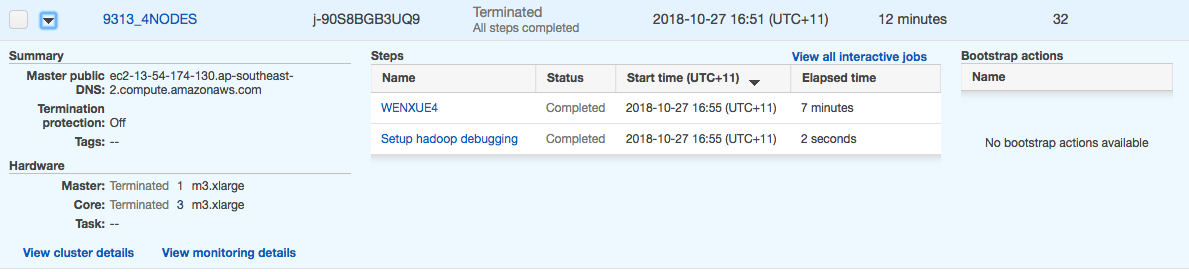 9313_4NODES j-90S8BGB3UQ9 Terminated 2018-10-27 16:51 (UTC+11) 12 minutes 32
All steps completed
Summary
Master public DNS: ec2-13-54-174-130.ap-southeast-
2.compute.amazonaws.com
Termination
protection: Off
Tags: --
Hardware
Master: Terminated 1 m3.xlarge
Core: Terminated 3 m3.xlarge
Task: --
View cluster details View monitoring details
Steps View all interactive jobs
Name Status Start time (UTC+11) Elapsed time
WENXUE4 Completed 2018-10-27 16:55 (UTC+11) 7 minutes
Setup hadoop debugging Completed 2018-10-27 16:55 (UTC+11) 2 seconds
Bootstrap actions
Name
No bootstrap actions available